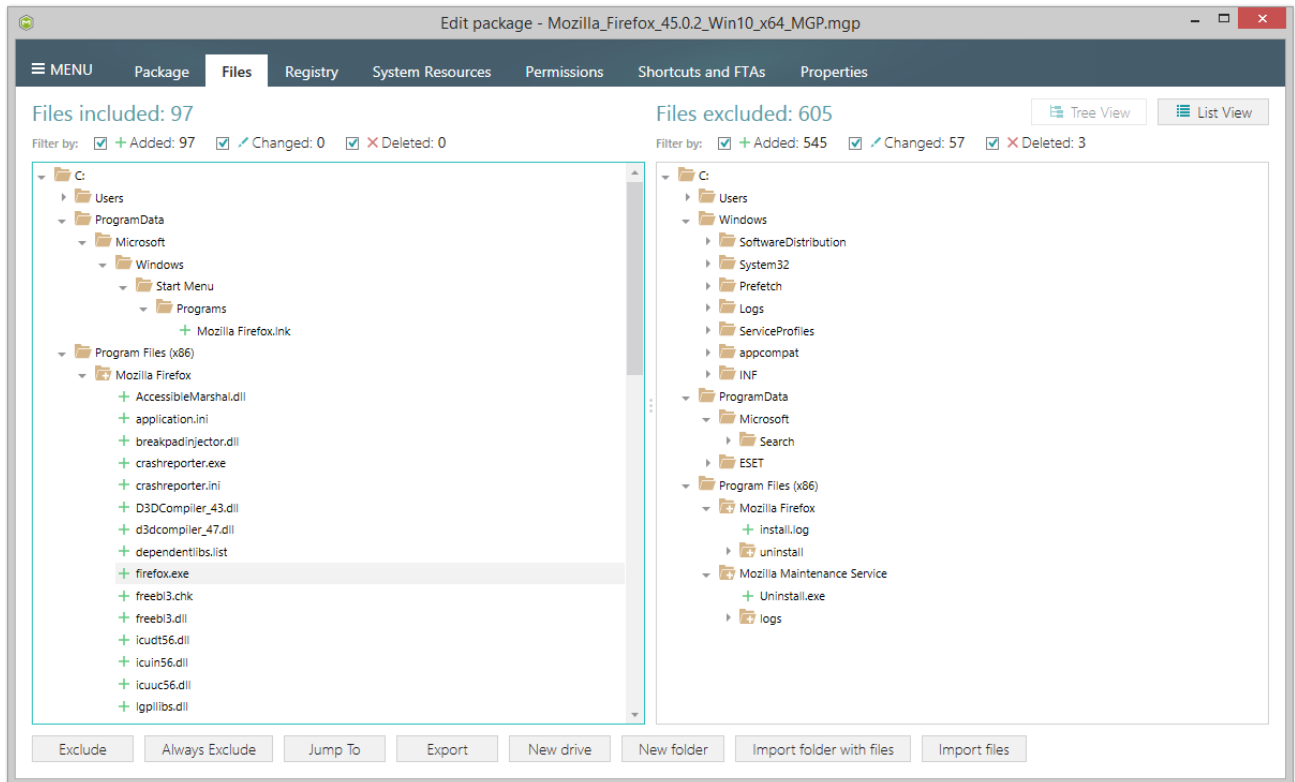 Edit package - Mozilla_Firefox_45.0.2_Win10_x64_MGP.mgp
MENU Package Files Registry System Resources Permissions Shortcuts and FTAs Properties
Files included: 97
Filter by: Added: 97 Changed: 0 Deleted: 0
C:
Users
ProgramData
Microsoft
Windows
Start Menu
Programs
Mozilla Firefox.lnk
Program Files (x86)
Mozilla Firefox
AccessibleMarshal.dll
application.ini
breakpadinjector.dll
crashreporter.exe
crashreporter.ini
D3DCompiler_43.dll
d3dcompiler_47.dll
dependentlibs.list
firefox.exe
freebl3.chk
freebl3.dll
icudt56.dll
icuin56.dll
icuuc56.dll
lgpllibs.dll
Files excluded: 605
Tree View List View
Filter by: Added: 545 Changed: 57 Deleted: 3
C:
Users
Windows
SoftwareDistribution
System32
Prefetch
Logs
ServiceProfiles
appcompat
INF
ProgramData
Microsoft
Search
ESET
Program Files (x86)
Mozilla Firefox
install.log
uninstall
Mozilla Maintenance Service
Uninstall.exe
logs
Exclude Always Exclude Jump To Export New drive New folder Import folder with files Import files